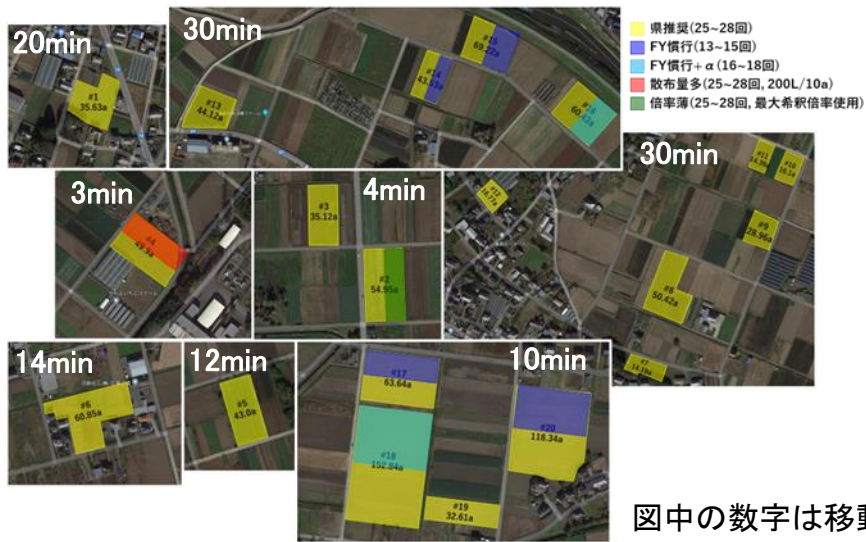 20min
#1
35.63a
30min
#13
44.12a
#14
#15
#16
県推奨(25~28回)
FY慣行(13~15回)
FY慣行+α(16~18回)
散布量多(25~28回, 200L/10a)
倍率薄(25~28回, 最大希釈倍率使用)
3min
#4
49.9a
4min
#3
35.12a
#2
54.95a
30min
#12
#11
#10
16.1a
#9
28.96a
#8
50.42a
#7
14min
#6
60.85a
12min
#5
43.0a
10min
#17
63.64a
#18
152.84a
#19
32.61a
#20
118.34a
図中の数字は移動